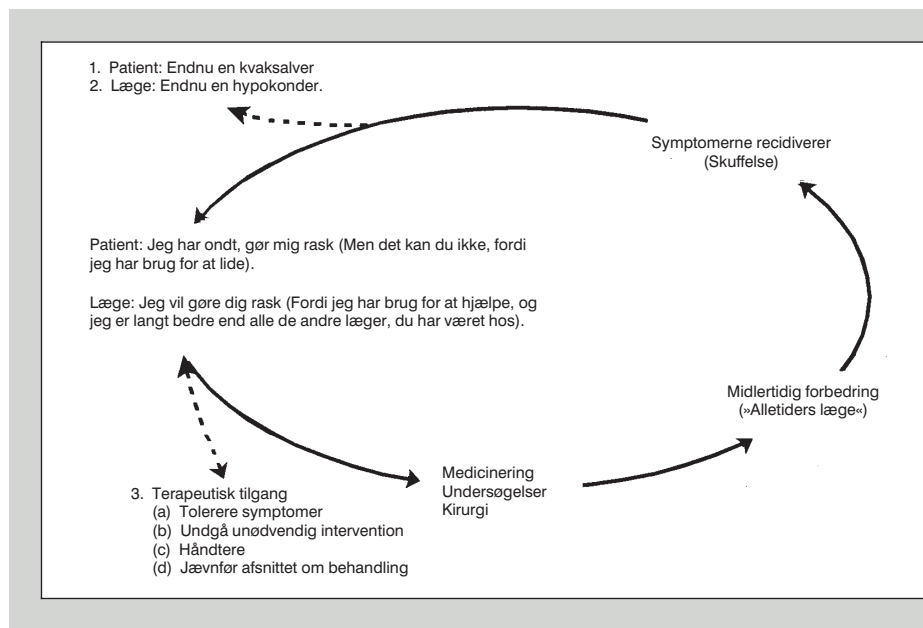 1. Patient: Endnu en kvaksalver
2. Læge: Endnu en hypokonder.
Symptomerne recidiverer
(Skuffelse)
Patient: Jeg har ondt, gør mig rask (Men det kan du ikke, fordi
jeg har brug for at lide).
Læge: Jeg vil gøre dig rask (Fordi jeg har brug for at hjælpe, og
jeg er langt bedre end alle de andre læger, du har været hos).
Midlertidig forbedring
(»Alletiders læge«)
Medicinering
Undersøgelser
Kirurgi
3. Terapeutisk tilgang
(a) Tolerere symptomer
(b) Undgå unødvendig intervention
(c) Håndtere
(d) Jævnfør afsnittet om behandling